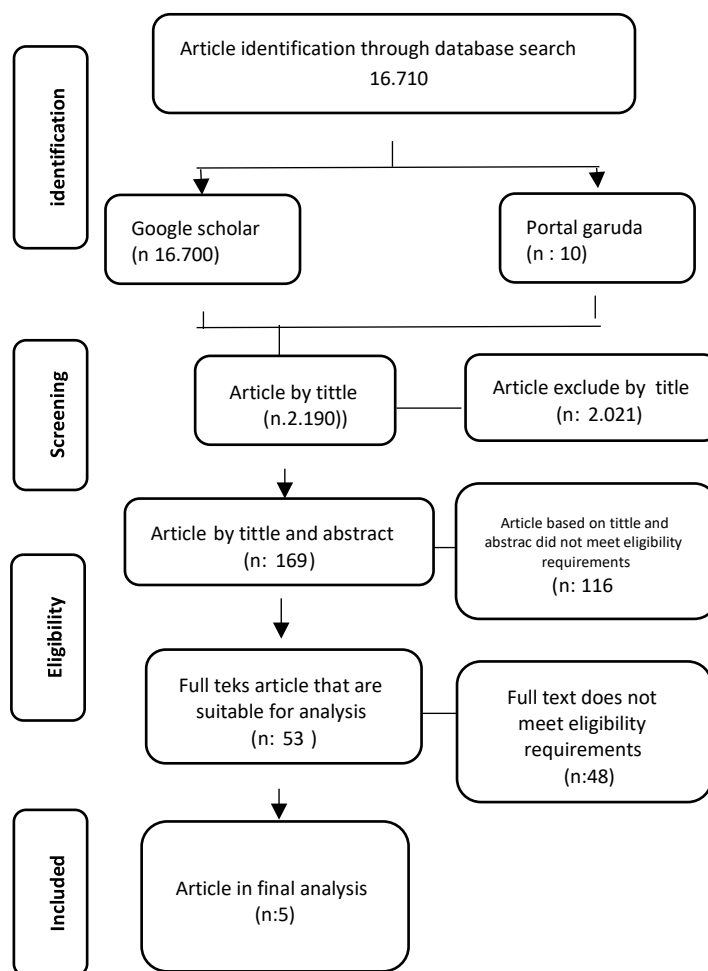 identification
Article identification through database search
16.710
Google scholar
(n 16.700)
Portal garuda
(n : 10)
Screening
Article by tittle
(n.2.190))
Article exclude by title
(n: 2.021)
Article by tittle and abstract
(n: 169)
Article based on tittle and
abstrac did not meet eligibility
requirements
(n: 116
Eligibility
Full teks article that are
suitable for analysis
(n: 53 )
Full text does not
meet eligibility
requirements
(n:48)
Included
Article in final analysis
(n:5)